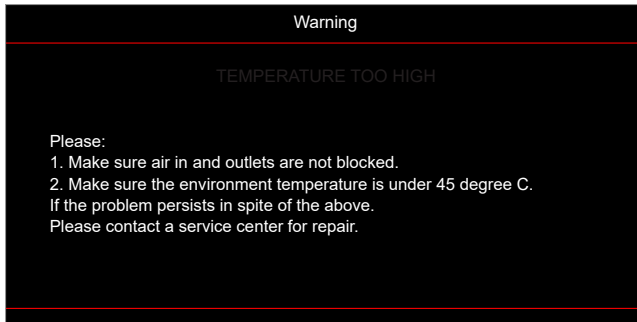 Warning
TEMPERATURE TOO HIGH
Please:
1. Make sure air in and outlets are not blocked.
2. Make sure the environment temperature is under 45 degree C.
If the problem persists in spite of the above.
Please contact a service center for repair.